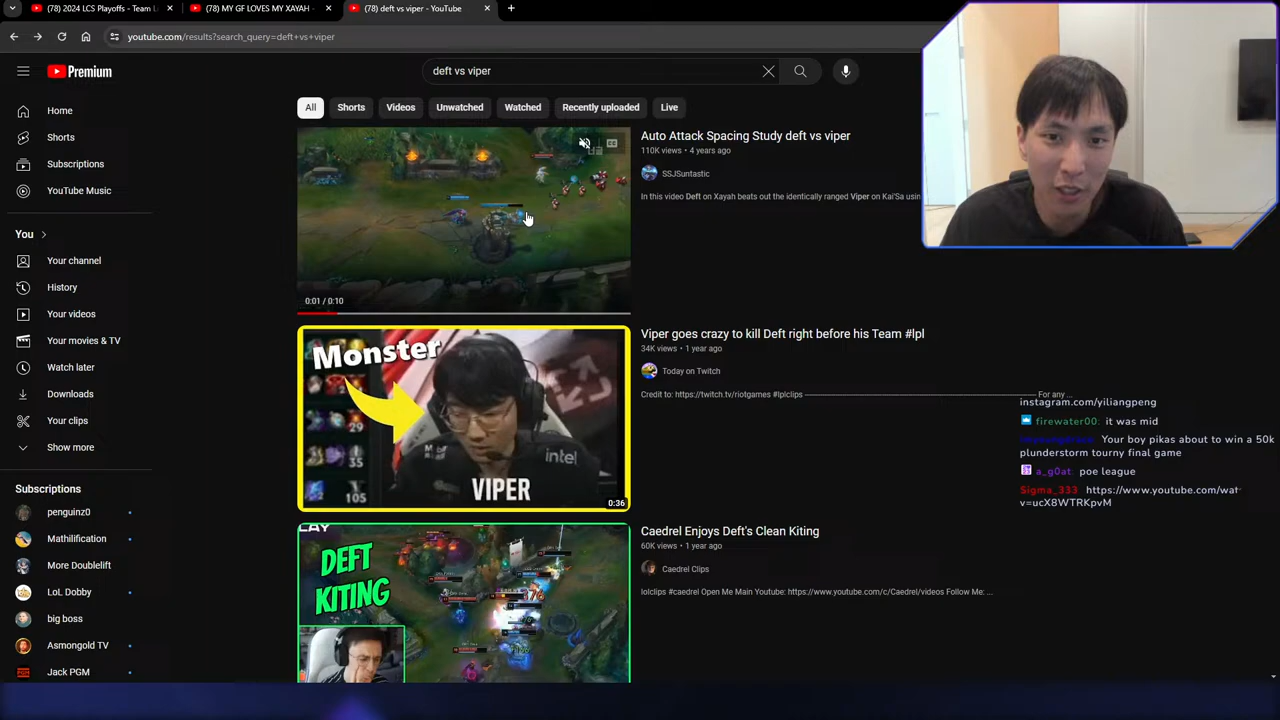 (78) 2024 LCS Playoffs - Team L
(78) MY GF LOVES MY XAYAH -
(78) deft vs viper - YouTube
youtube.com/results?search_query=deft+vs+viper
Premium
deft vs viper
All
Shorts
Videos
Unwatched
Watched
Recently uploaded
Live
Home
Shorts
Subscriptions
YouTube Music
You
Your channel
History
Your videos
Your movies & TV
Watch later
Downloads
Your clips
Show more
Subscriptions
penguinz0
Mathilification
More Doublelift
LoL Dobby
big boss
Asmongold TV
Jack PGM
0:01 / 0:10
Auto Attack Spacing Study deft vs viper
110K views • 4 years ago
SSJSuntastic
In this video Deft on Xayah beats out the identically ranged Viper on Kai'Sa using
Monster
29
35
105
intel
VIPER
0:36
Viper goes crazy to kill Deft right before his Team #lpl
34K views • 1 year ago
Today on Twitch
Credit to: https://twitch.tv/riotgames #lplclips
For any ...
DEFT
KITING
Caedrel Enjoys Deft's Clean Kiting
60K views • 1 year ago
Caedrel Clips
lolclips #caedrel Open Me Main Youtube: https://www.youtube.com/c/Caedrel/videos Follow Me: ...
instagram.com/yiliangpeng
firewater00: it was mid
Your boy pikas about to win a 50k
plunderstorm tourny final game
a_g0at: poe league
Sigma_333 https://www.youtube.com/wat
v=ucX8WTRKpvM